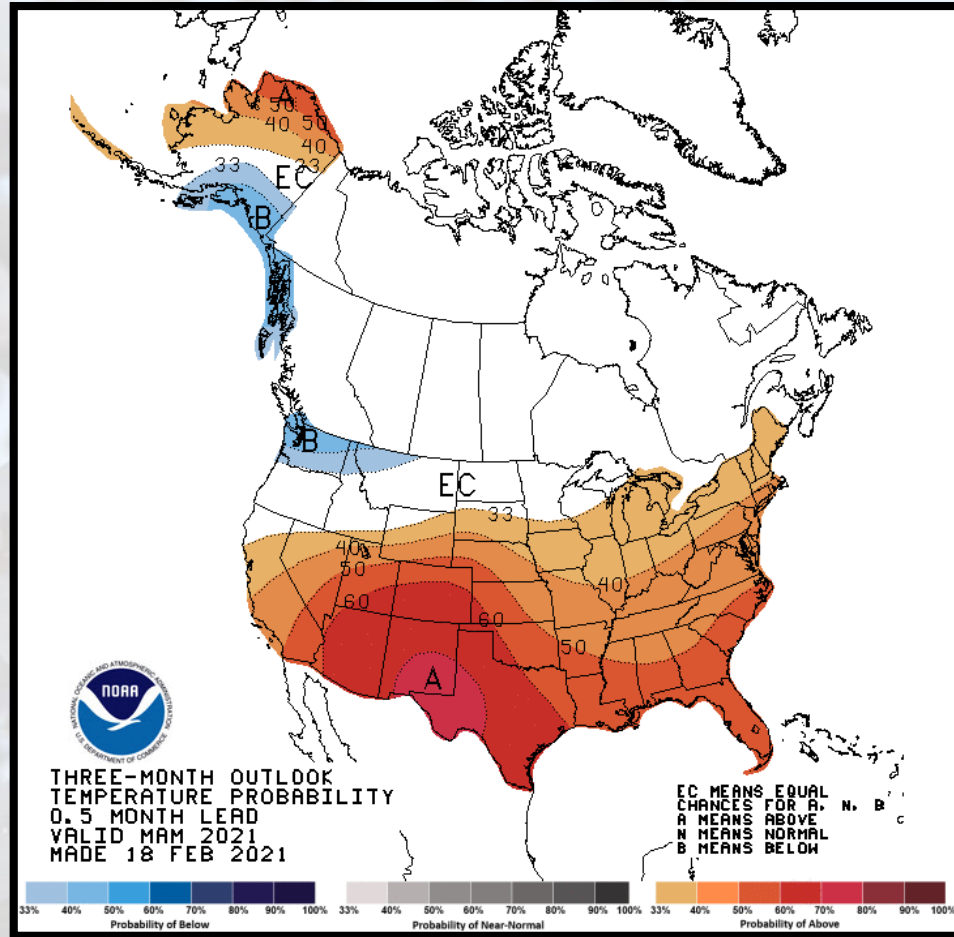 A
50
40 50
40
33 33
EC
B
B
EC
33
40
50
40
60
60
50
A
NATIONAL OCEANIC AND ATMOSPHERIC ADMINISTRATION
NOAA
U.S. DEPARTMENT OF COMMERCE
THREE-MONTH OUTLOOK
TEMPERATURE PROBABILITY
0.5 MONTH LEAD
VALID MAM 2021
MADE 18 FEB 2021
EC MEANS EQUAL
CHANCES FOR A, N, B
A MEANS ABOVE
N MEANS NORMAL
B MEANS BELOW
33% 40% 50% 60% 70% 80% 90% 100%
Probability of Below
33% 40% 50% 60% 70% 80% 90% 100%
Probability of Near-Normal
33% 40% 50% 60% 70% 80% 90% 100%
Probability of Above